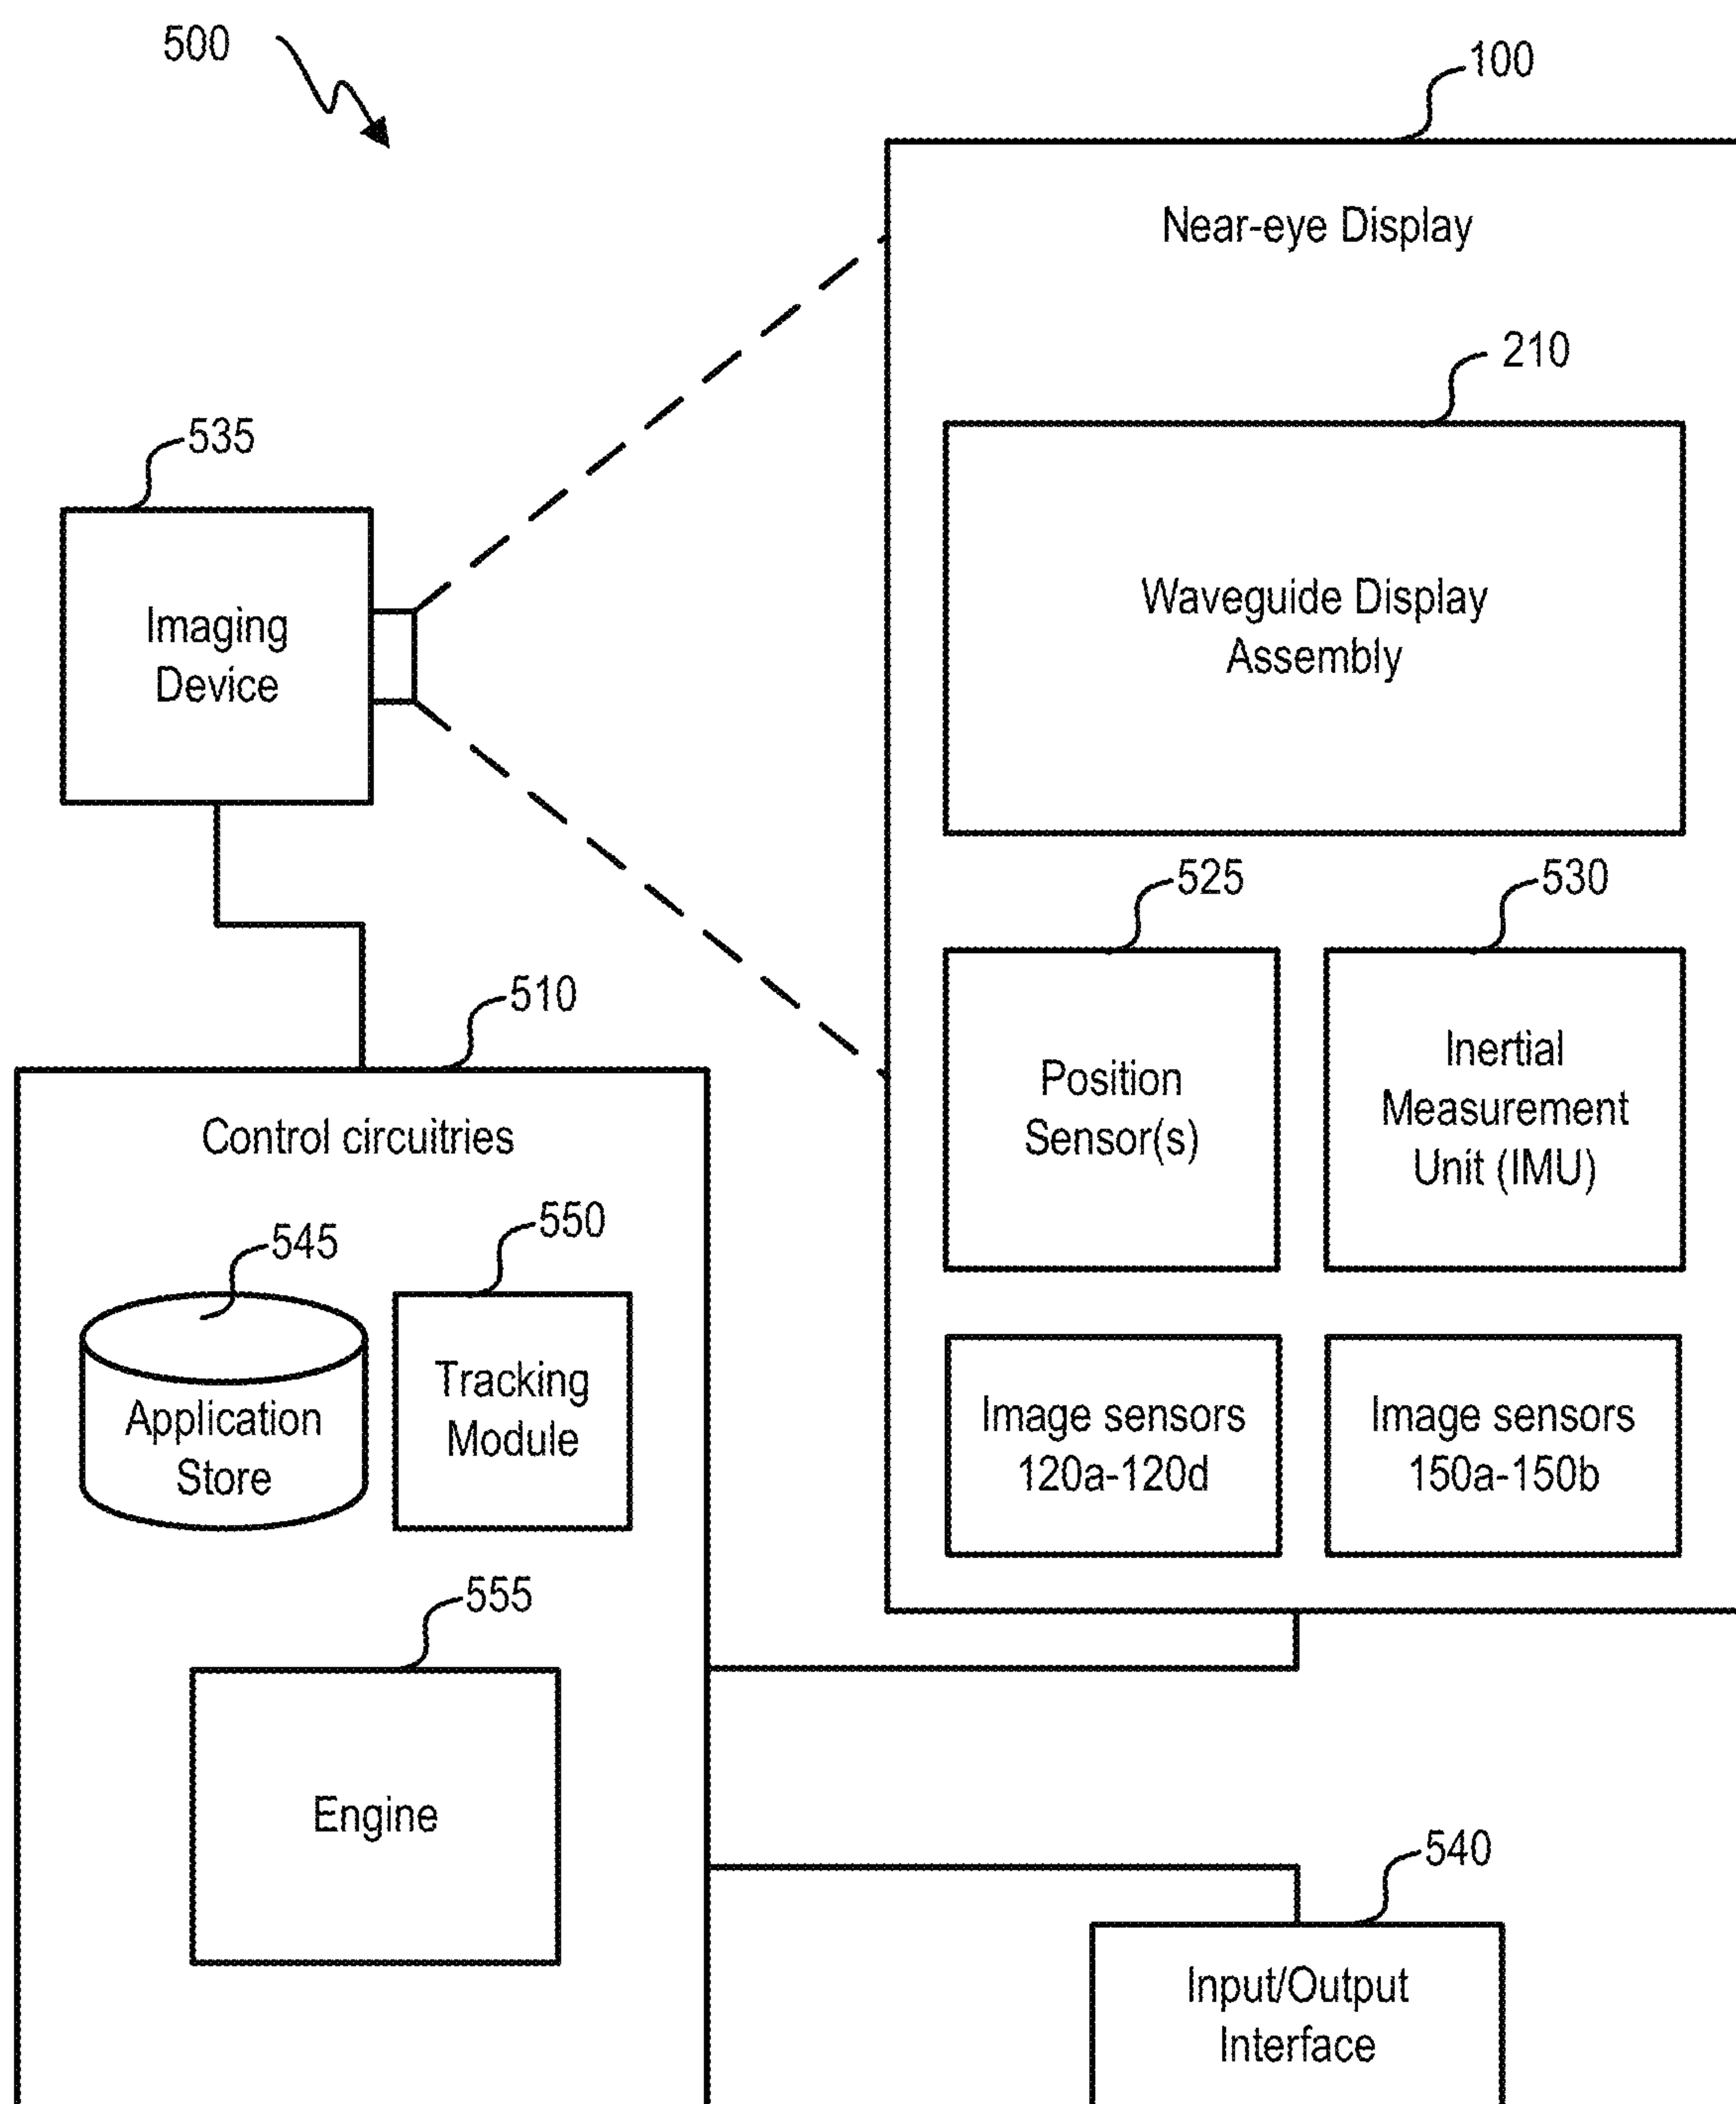 500
100
Near-eye Display
210
Waveguide Display
Assembly
535
Imaging
Device
525
530
Position
Sensor(s)
Inertial
Measurement
Unit (IMU)
510
Control circuitries
545
550
Application
Store
Tracking
Module
Image sensors
120a-120d
Image sensors
150a-150b
555
Engine
540
Input/Output
Interface